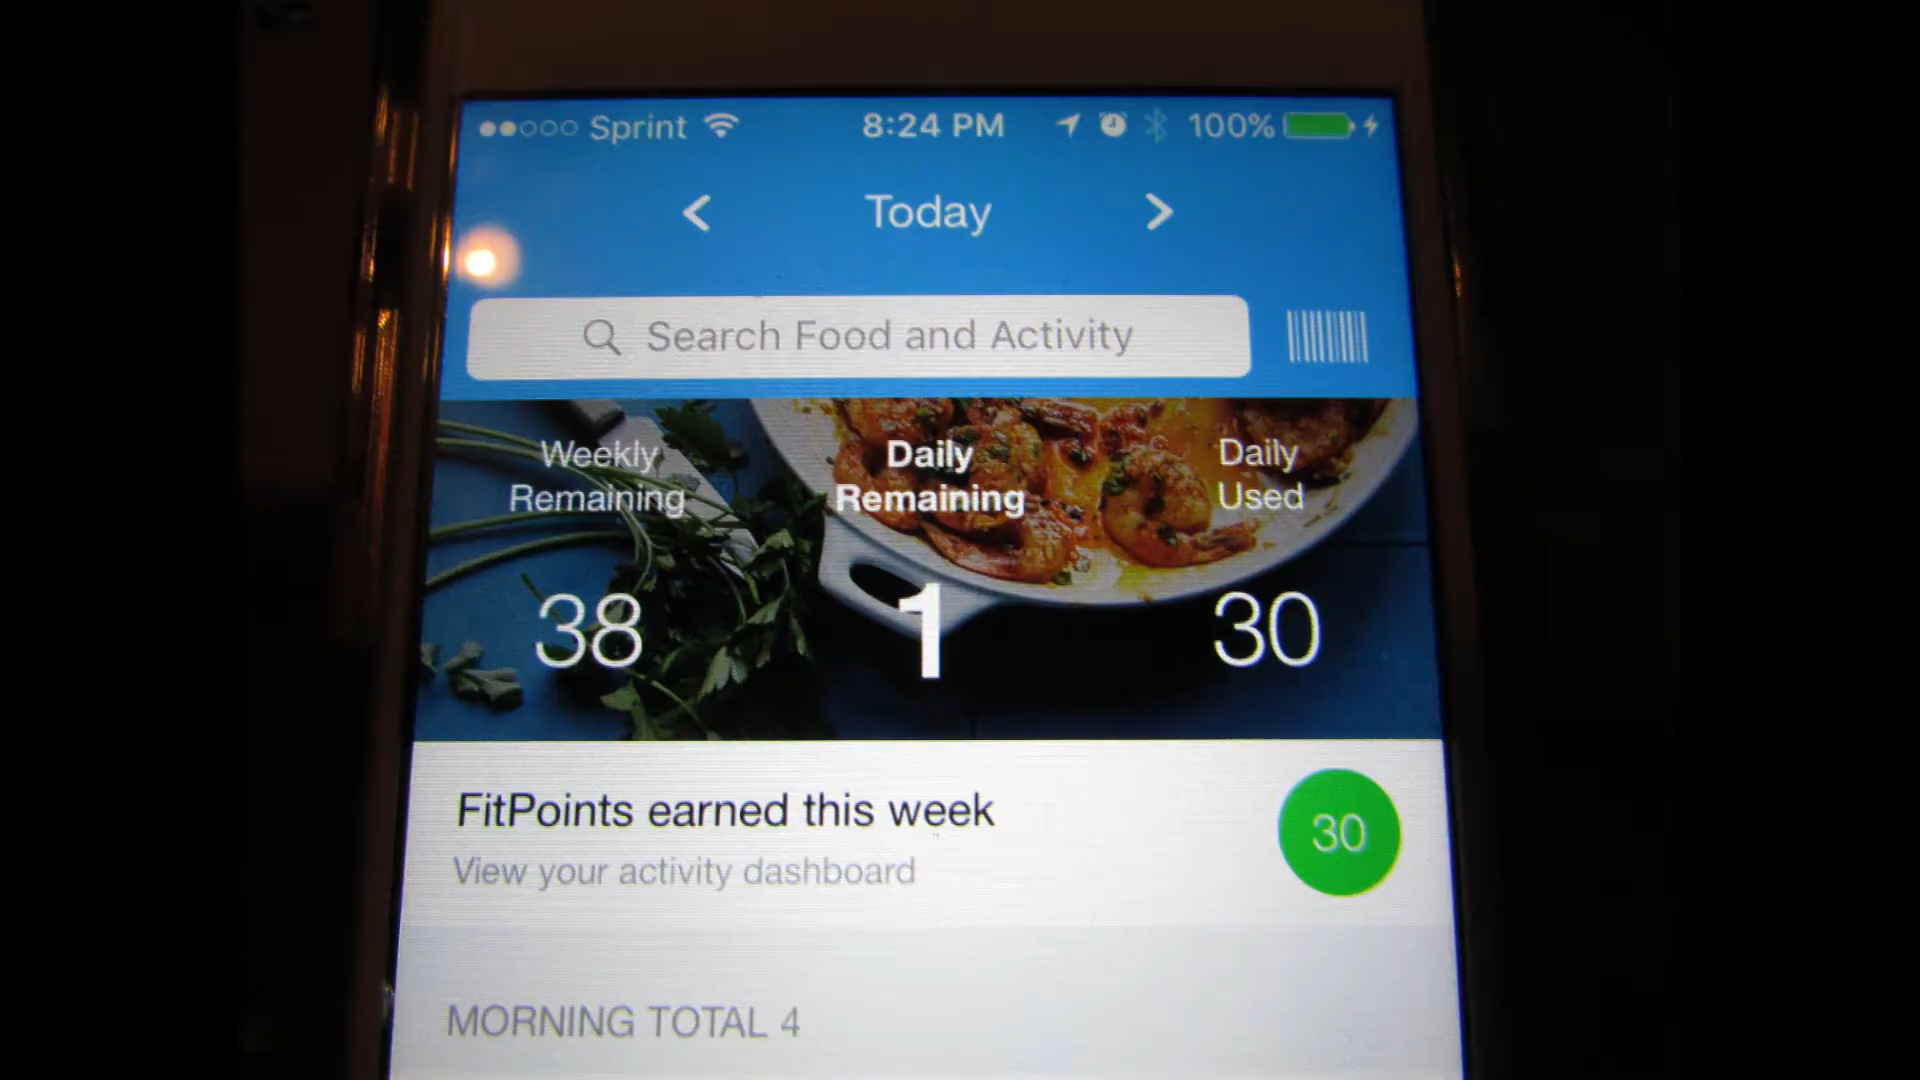 Sprint 8:24 PM 100%
Today
Search Food and Activity
Weekly Remaining
Daily Remaining
Daily Used
38 1 30
FitPoints earned this week
30
View your activity dashboard
MORNING TOTAL 4